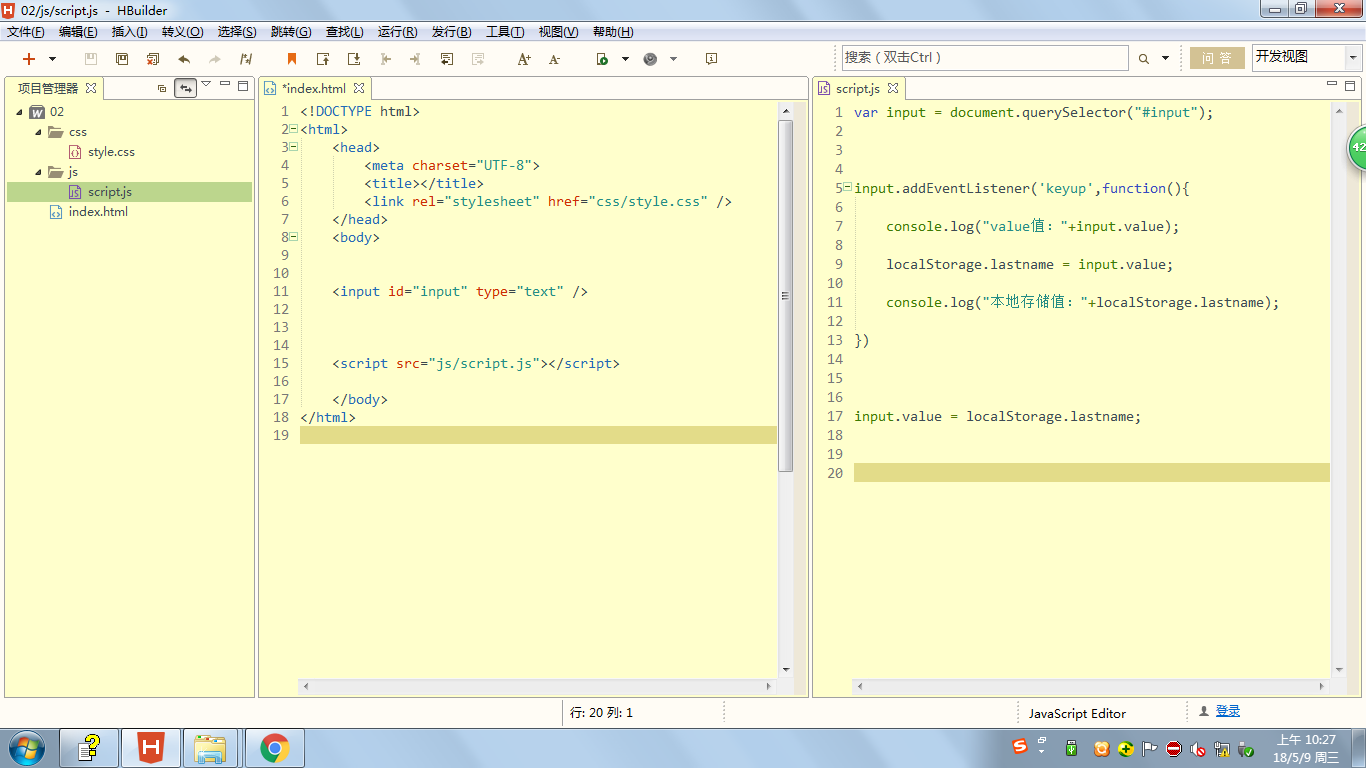 02/js/script.js - HBuilder
文件(F) 编辑(E) 插入(I) 转义(O) 选择(S) 跳转(G) 查找(L) 运行(R) 发行(B) 工具(T) 视图(V) 帮助(H)
搜索（双击Ctrl）
问 答
开发视图
项目管理器
02
css
style.css
js
script.js
index.html
*index.html
1 <!DOCTYPE html>
2 <html>
3 <head>
4 <meta charset="UTF-8">
5 <title></title>
6 <link rel="stylesheet" href="css/style.css" />
7 </head>
8 <body>
9
10
11 <input id="input" type="text" />
12
13
14
15 <script src="js/script.js"></script>
16
17 </body>
18 </html>
19
script.js
1 var input = document.querySelector("#input");
2
3
4
5 input.addEventListener('keyup',function(){
6
7 console.log("value值："+input.value);
8
9 localStorage.lastname = input.value;
10
11 console.log("本地存储值："+localStorage.lastname);
12
13 })
14
15
16
17 input.value = localStorage.lastname;
18
19
20
42
行: 20 列: 1
JavaScript Editor
登录
上午 10:27
18/5/9 周三